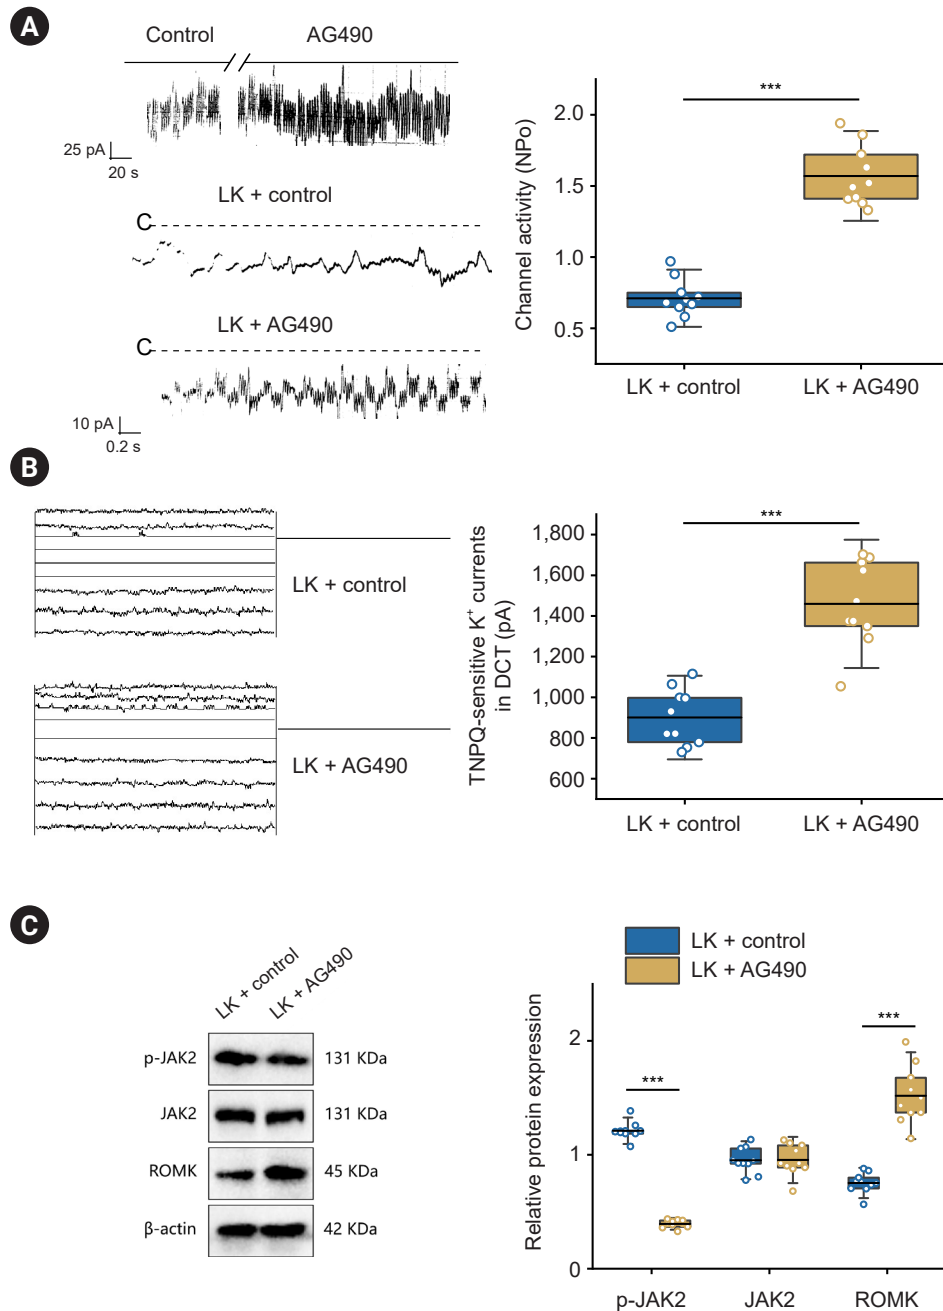 A
Control
AG490
25 pA
20 s
LK + control
C
LK + AG490
C
10 pA
0.2 s
Channel activity (NPo)
2.0
1.5
1.0
0.5
***
LK + control
LK + AG490
B
LK + control
LK + AG490
TNPQ-sensitive K⁺ currents
in DCT (pA)
1,800
1,600
1,400
1,200
1,000
800
600
***
LK + control
LK + AG490
C
LK + control
LK + AG490
p-JAK2
131 KDa
JAK2
131 KDa
ROMK
45 KDa
β-actin
42 KDa
LK + control
LK + AG490
Relative protein expression
2
1
0
***
***
p-JAK2
JAK2
ROMK